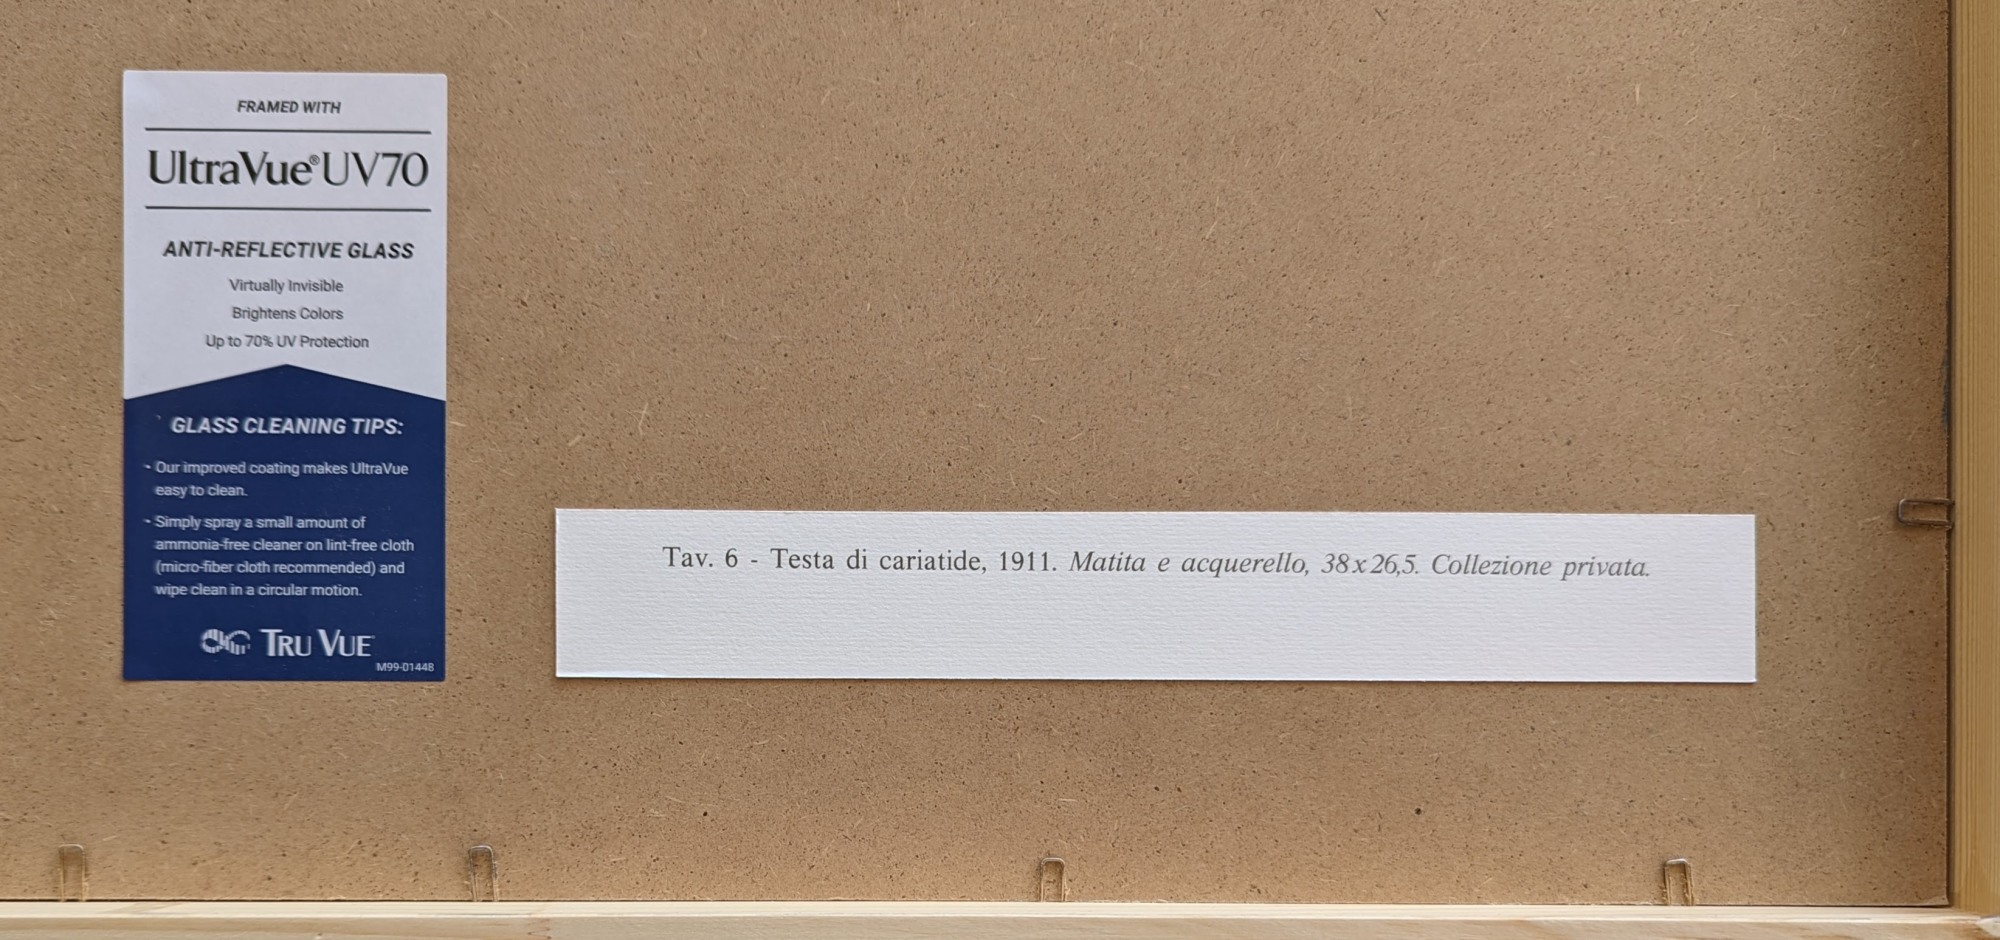 FRAMED WITH
UltraVue® UV70
ANTI-REFLECTIVE GLASS
Virtually Invisible
Brightens Colors
Up to 70% UV Protection
GLASS CLEANING TIPS:
- Our improved coating makes UltraVue
easy to clean.
- Simply spray a small amount of
ammonia-free cleaner on lint-free cloth
(micro-fiber cloth recommended) and
wipe clean in a circular motion.
TRU VUE
M99-01448
Tav. 6 - Testa di cariatide, 1911. Matita e acquerello, 38x26,5. Collezione privata.